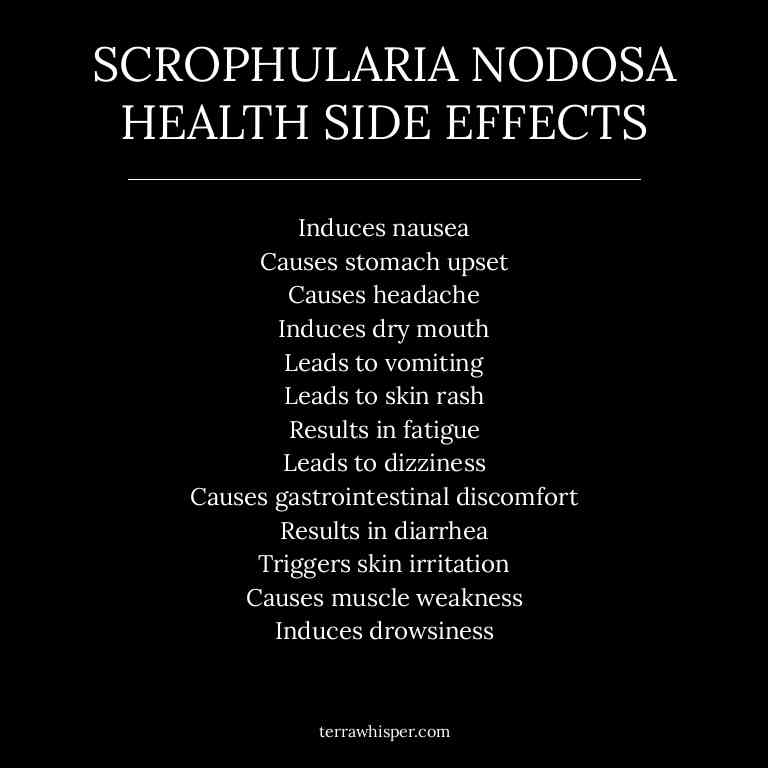 SCROPHULARIA NODOSA
HEALTH SIDE EFFECTS
Induces nausea
Causes stomach upset
Causes headache
Induces dry mouth
Leads to vomiting
Leads to skin rash
Results in fatigue
Leads to dizziness
Causes gastrointestinal discomfort
Results in diarrhea
Triggers skin irritation
Causes muscle weakness
Induces drowsiness
terrawhisper.com